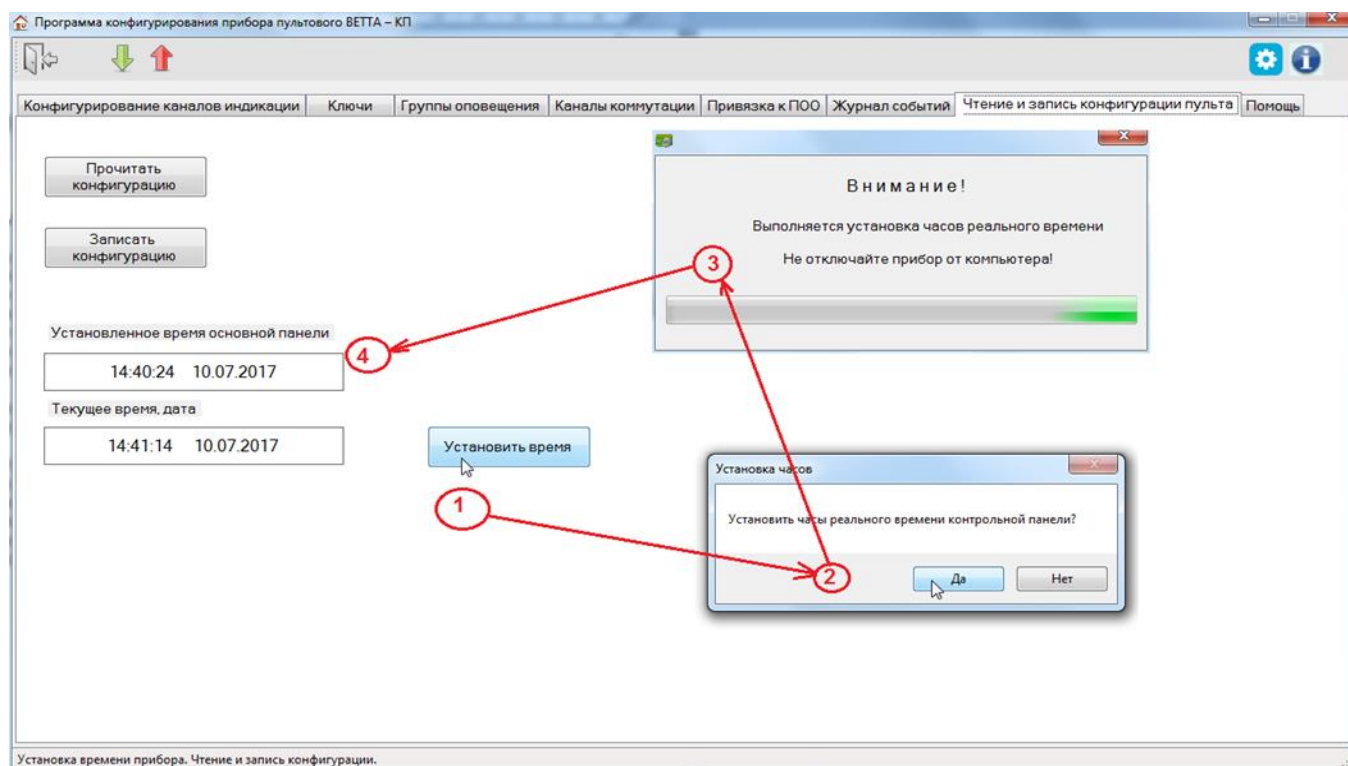 Программа конфигурирования прибора пультового ВЕТТА – КП
Конфигурирование каналов индикации Ключи Группы оповещения Каналы коммутации Привязка к ПОО Журнал событий Чтение и запись конфигурации пульта Помощь
Прочитать
конфигурацию
Записать
конфигурацию
Внимание!
Выполняется установка часов реального времени
Не отключайте прибор от компьютера!
3
Установленное время основной панели
4
14:40:24 10.07.2017
Текущее время, дата
14:41:14 10.07.2017
Установить время
1
Установка часов
Установить часы реального времени контрольной панели?
2
Да Нет
Установка времени прибора. Чтение и запись конфигурации.